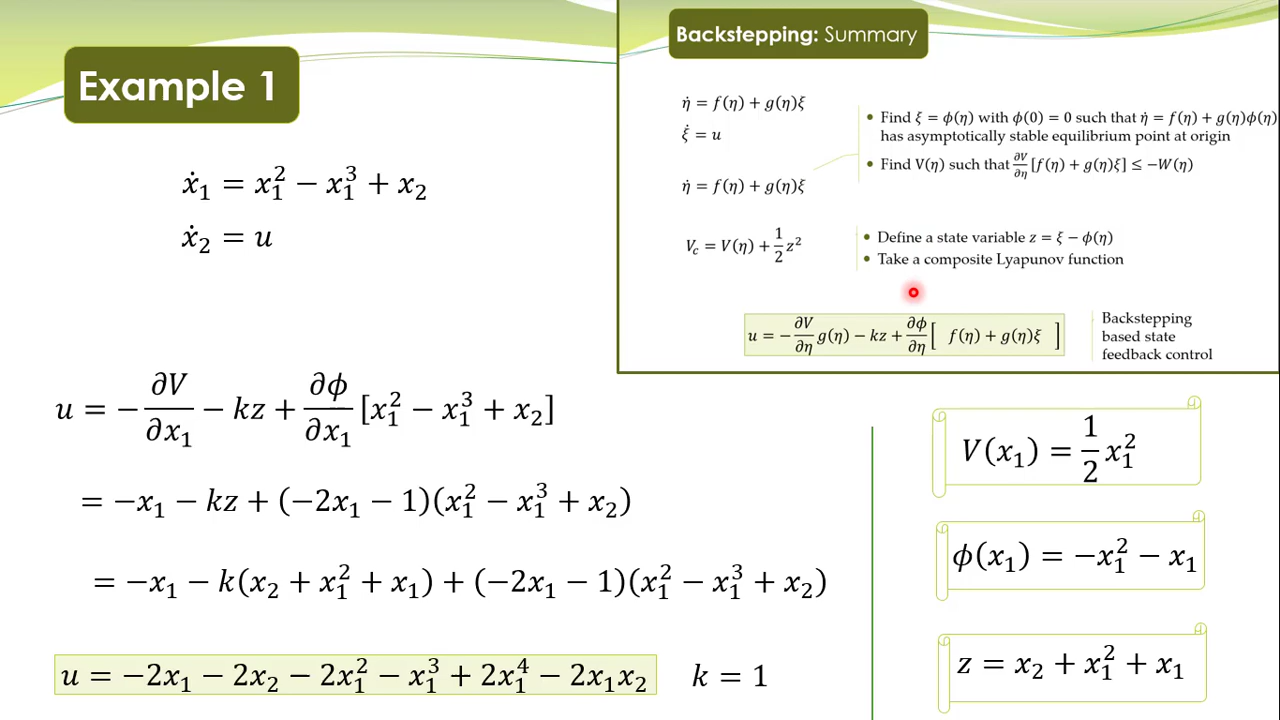 Example 1
ẋ₁ = x₁² − x₁³ + x₂
ẋ₂ = u
Backstepping: Summary
η̇ = f(η) + g(η)ξ
ξ̇ = u
η̇ = f(η) + g(η)ξ
• Find ξ = ϕ(η) with ϕ(0) = 0 such that η̇ = f(η) + g(η)ϕ(η)
has asymptotically stable equilibrium point at origin
• Find V(η) such that ∂V/∂η [f(η) + g(η)ξ] ≤ −W(η)
V_c = V(η) + 1/2 z²
• Define a state variable z = ξ − ϕ(η)
• Take a composite Lyapunov function
u = −∂V/∂η g(η) − kz + ∂ϕ/∂η [ f(η) + g(η)ξ ]
Backstepping
based state
feedback control
u = −∂V/∂x₁ − kz + ∂ϕ/∂x₁ [x₁² − x₁³ + x₂]
= −x₁ − kz + (−2x₁ − 1)(x₁² − x₁³ + x₂)
= −x₁ − k(x₂ + x₁² + x₁) + (−2x₁ − 1)(x₁² − x₁³ + x₂)
u = −2x₁ − 2x₂ − 2x₁² − x₁³ + 2x₁⁴ − 2x₁x₂
k = 1
V(x₁) = 1/2 x₁²
ϕ(x₁) = −x₁² − x₁
z = x₂ + x₁² + x₁